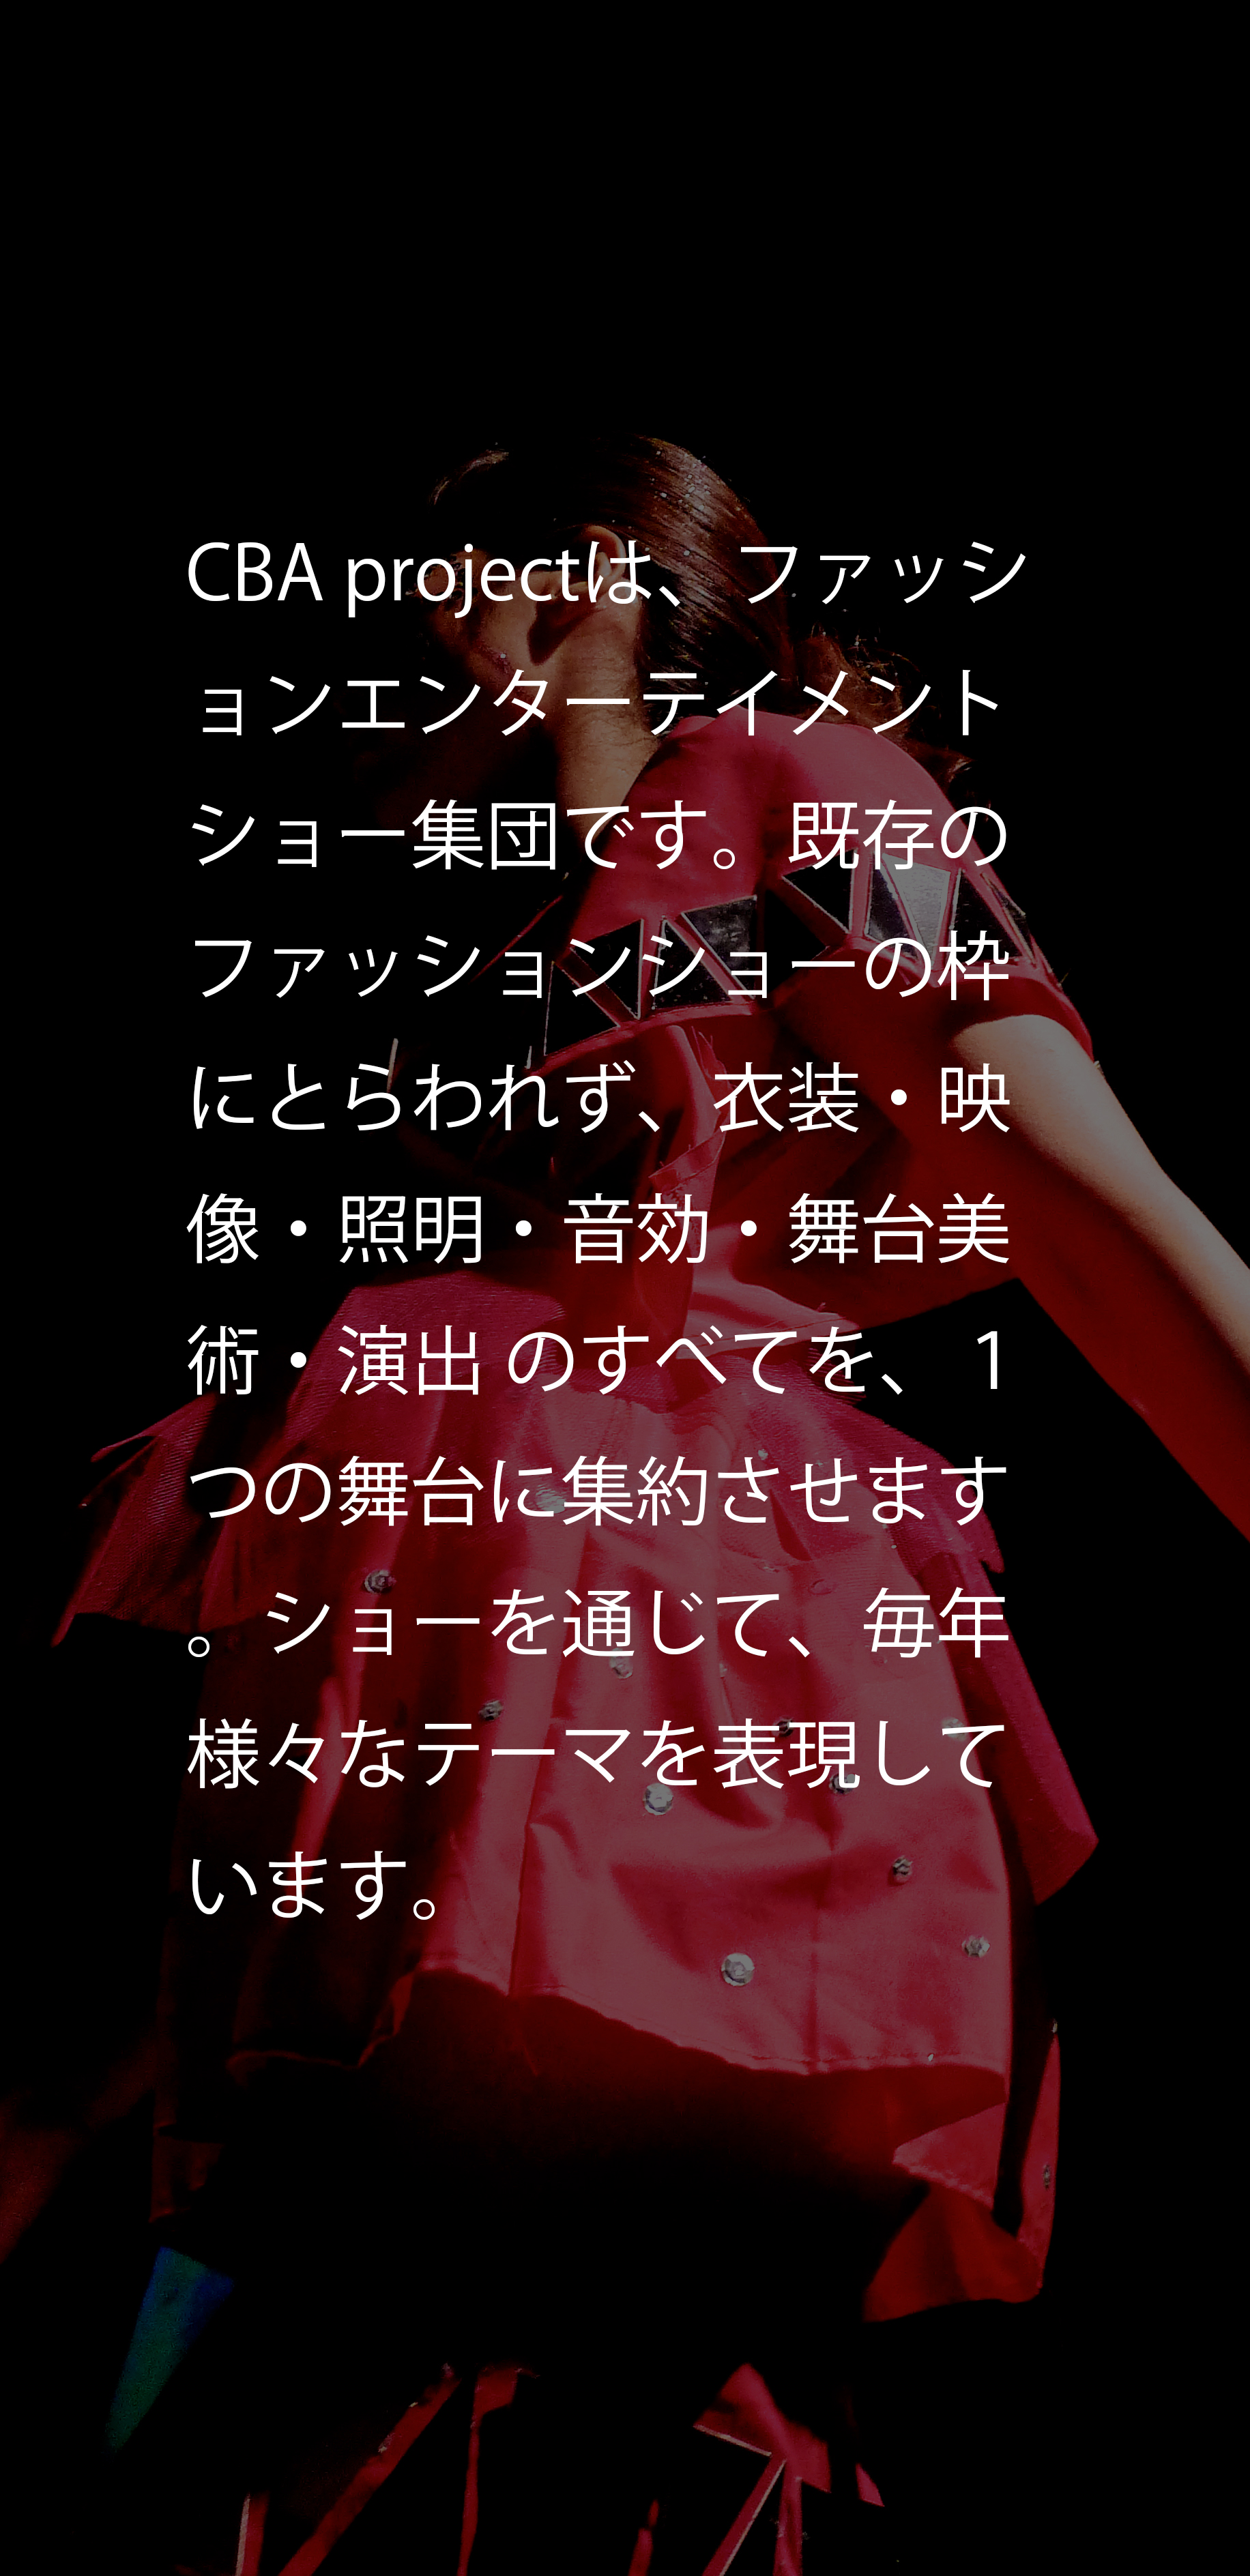 CBA projectは、ファッシ
ョンエンターテイメント
ショー集団です。既存の
ファッションショーの枠
にとらわれず、衣装・映
像・照明・音効・舞台美
術・演出 のすべてを、1
つの舞台に集約させます
。ショーを通じて、毎年
様々なテーマを表現して
います。